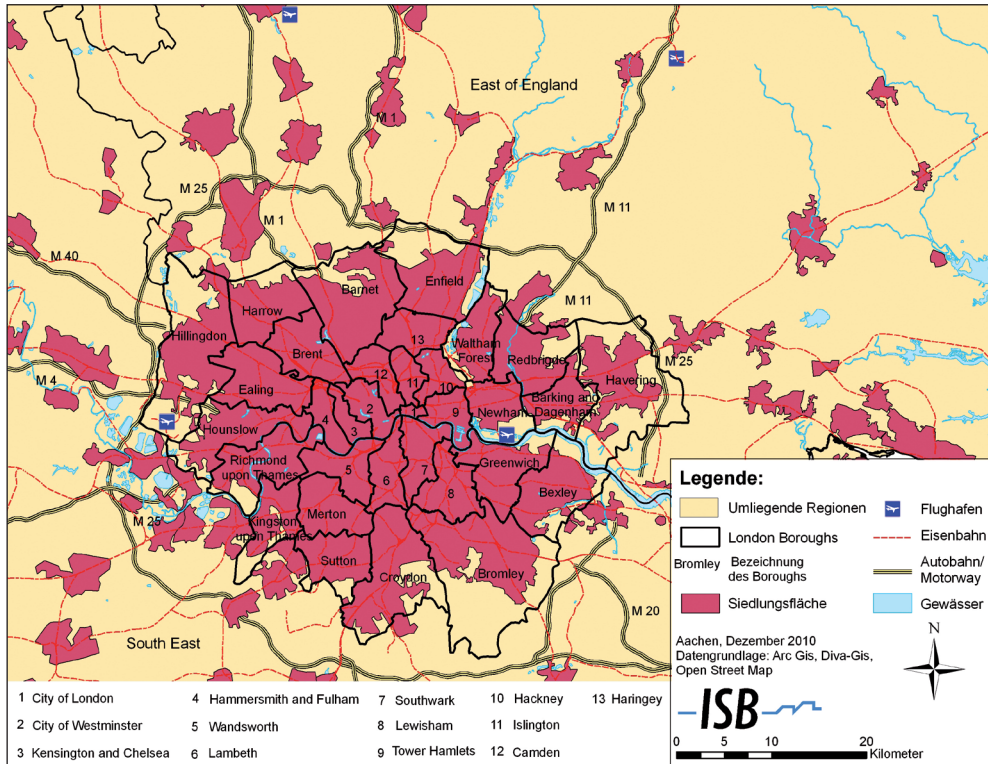 East of England
M 1
M 25
M 1
M 11
M 40
Enfield
Barnet
M 11
Harrow
Hillingdon
13
Waltham
Forest
Redbrigde
M 25
Brent
Havering
M 4
Ealing
12
11
10
Barking and
Dagenham
2
9
Newham
1
4
3
Hounslow
Richmond
upon Thames
5
7
Greenwich
6
8
Bexley
M 25
Kingston
upon Thames
Merton
Sutton
Croydon
Bromley
M 20
South East
Legende:
Umliegende Regionen
Flughafen
London Boroughs
Eisenbahn
Bromley
Bezeichnung
des Boroughs
Autobahn/
Motorway
Siedlungsfläche
Gewässer
Aachen, Dezember 2010
Datengrundlage: Arc Gis, Diva-Gis,
Open Street Map
N
ISB
0 5 10 20
Kilometer
1 City of London
2 City of Westminster
3 Kensington and Chelsea
4 Hammersmith and Fulham
5 Wandsworth
6 Lambeth
7 Southwark
8 Lewisham
9 Tower Hamlets
10 Hackney
11 Islington
12 Camden
13 Haringey